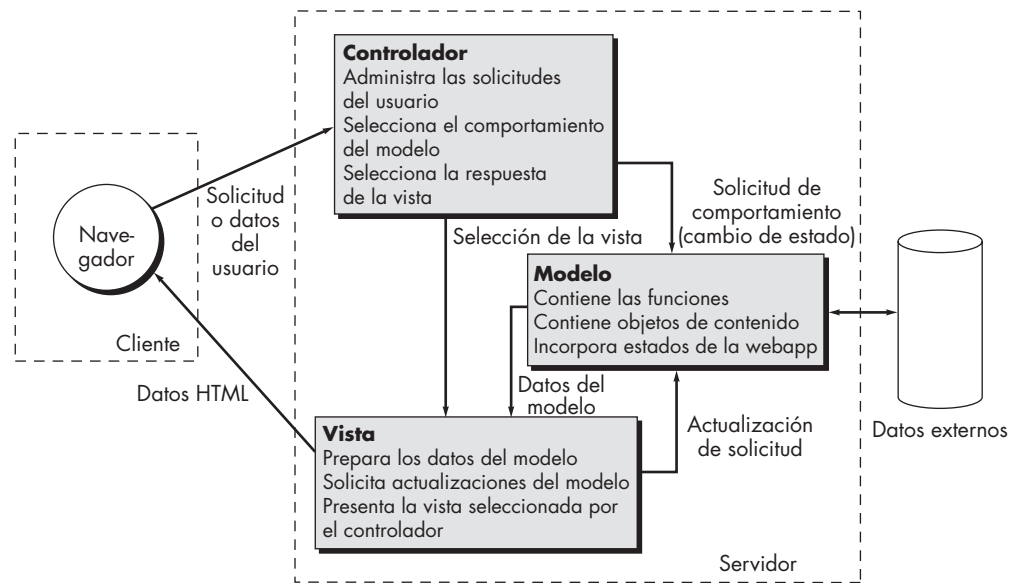 Controlador
Administra las solicitudes
del usuario
Selecciona el comportamiento
del modelo
Selecciona la respuesta
de la vista
Nave-
gador
Cliente
Solicitud
o datos
del
usuario
Selección de la vista
Solicitud de
comportamiento
(cambio de estado)
Modelo
Contiene las funciones
Contiene objetos de contenido
Incorpora estados de la webapp
Datos externos
Datos HTML
Datos del
modelo
Actualización
de solicitud
Vista
Prepara los datos del modelo
Solicita actualizaciones del modelo
Presenta la vista seleccionada por
el controlador
Servidor